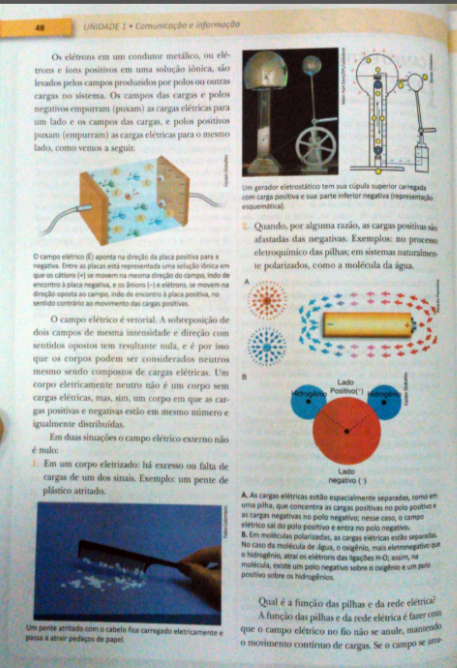 48
UNIDADE 1 • Comunicação e informação
Os elétrons em um condutor metálico, ou elé-
trons e íons positivos em uma solução iônica, são
levados pelos campos produzidos por polos ou outras
cargas no sistema. Os campos das cargas e polos
negativos empurram (puxam) as cargas elétricas para
um lado e os campos das cargas, e polos positivos
puxam (empurram) as cargas elétricas para o mesmo
lado, como vemos a seguir.
O campo elétrico (E) aponta na direção da placa positiva para a
negativa. Entre as placas está representada uma solução iônica em
que os cátions (+) se movem na mesma direção do campo, indo de
encontro à placa negativa, e os ânions (–) e elétrons, se movem na
direção oposta ao campo, indo de encontro à placa positiva, no
sentido contrário ao movimento das cargas positivas.
O campo elétrico é vetorial. A sobreposição de
dois campos de mesma intensidade e direção com
sentidos opostos tem resultante nula, e é por isso
que os corpos podem ser considerados neutros
mesmo sendo compostos de cargas elétricas. Um
corpo eletricamente neutro não é um corpo sem
cargas elétricas, mas, sim, um corpo em que as car-
gas positivas e negativas estão em mesmo número e
igualmente distribuídas.
Em duas situações o campo elétrico externo não
é nulo:
1. Em um corpo eletrizado: há excesso ou falta de
cargas de um dos sinais. Exemplo: um pente de
plástico atritado.
Um pente atritado com o cabelo fica carregado eletricamente e
passa a atrair pedaços de papel.
Um gerador eletrostático tem sua cúpula superior carregada
com carga positiva e sua parte inferior negativa (representação
esquemática).
2. Quando, por alguma razão, as cargas positivas são
afastadas das negativas. Exemplos: no processo
eletroquímico das pilhas; em sistemas naturalmen-
te polarizados, como a molécula da água.
A
B
Lado
Positivo(+)
Hidrogênio
Hidrogênio
Lado
negativo (-)
A. As cargas elétricas estão espacialmente separadas, como em
uma pilha, que concentra as cargas positivas no polo positivo e
as cargas negativas no polo negativo; nesse caso, o campo
elétrico sai do polo positivo e entra no polo negativo.
B. Em moléculas polarizadas, as cargas elétricas estão separadas.
No caso da molécula de água, o oxigênio, mais eletronegativo que
o hidrogênio, atrai os elétrons das ligações H-O; assim, na
molécula, existe um polo negativo sobre o oxigênio e um polo
positivo sobre os hidrogênios.
Qual é a função das pilhas e da rede elétrica?
A função das pilhas e da rede elétrica é fazer com
que o campo elétrico no fio não se anule, mantendo
o movimento contínuo de cargas. Se o campo se